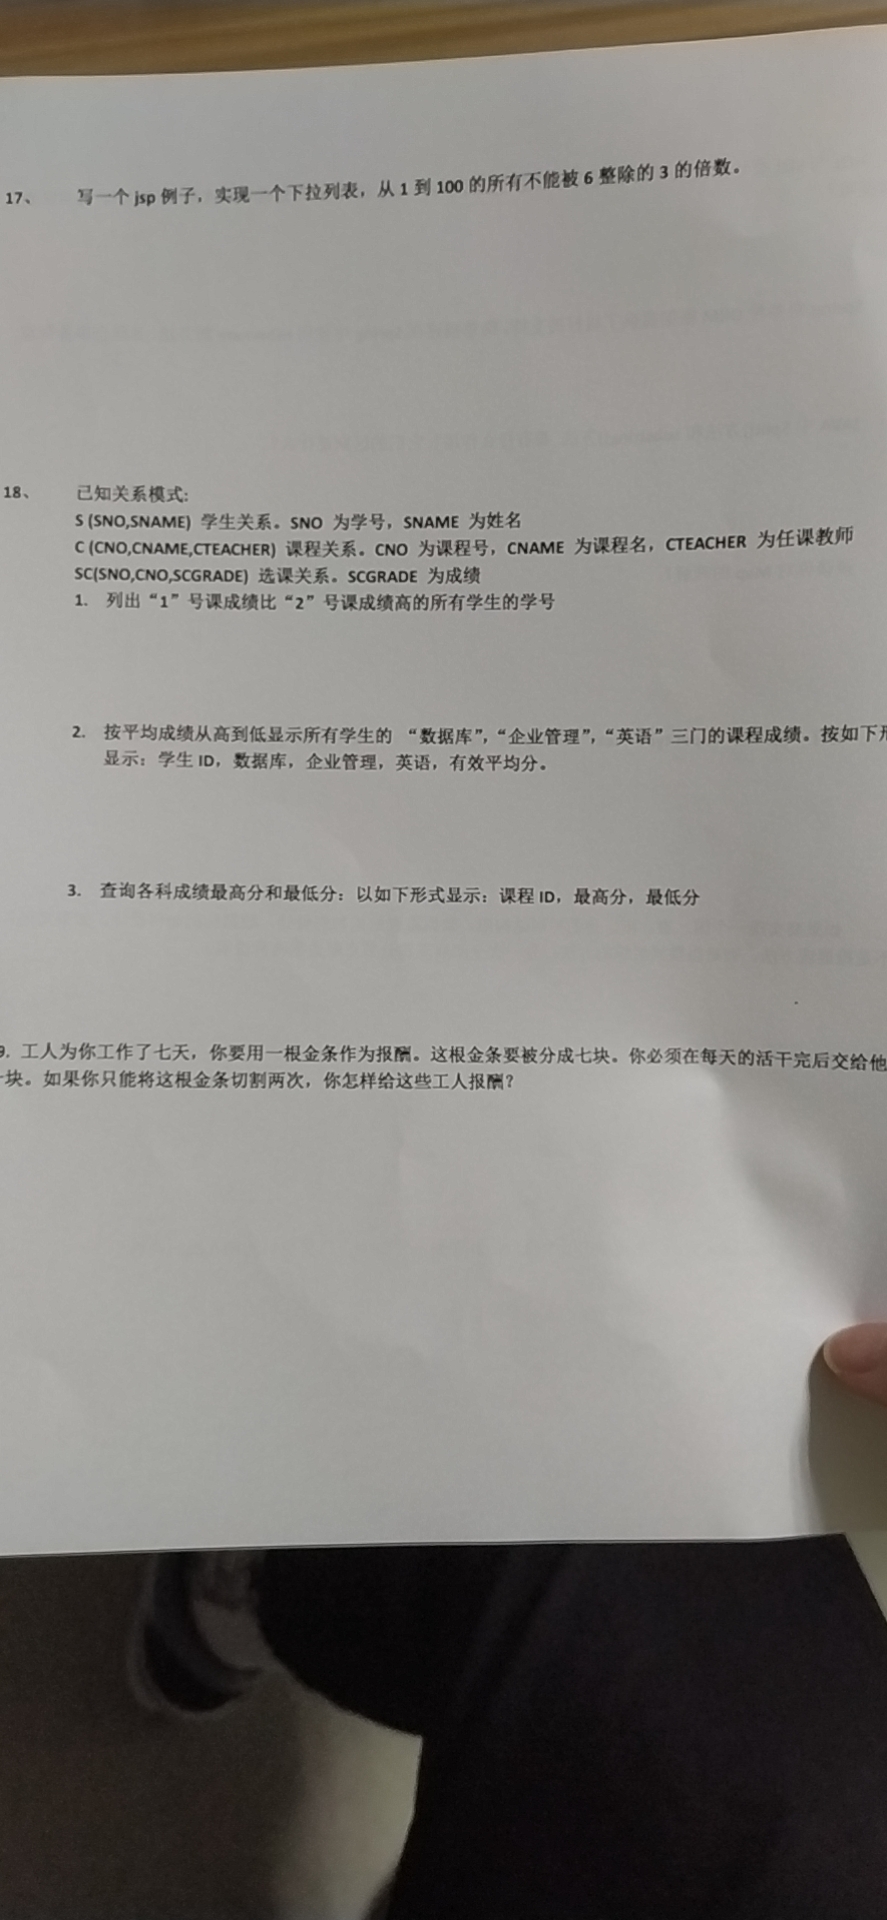 17、 写一个 jsp 例子，实现一个下拉列表，从 1 到 100 的所有不能被 6 整除的 3 的倍数。
18、 已知关系模式:
S (SNO,SNAME) 学生关系。SNO 为学号，SNAME 为姓名
C (CNO,CNAME,CTEACHER) 课程关系。CNO 为课程号，CNAME 为课程名，CTEACHER 为任课教师
SC(SNO,CNO,SCGRADE) 选课关系。SCGRADE 为成绩
1. 列出“1”号课成绩比“2”号课成绩高的所有学生的学号
2. 按平均成绩从高到低显示所有学生的 “数据库”，“企业管理”，“英语”三门的课程成绩。按如下
显示：学生 ID，数据库，企业管理，英语，有效平均分。
3. 查询各科成绩最高分和最低分：以如下形式显示：课程 ID，最高分，最低分
9. 工人为你工作了七天，你要用一根金条作为报酬。这根金条要被分成七块。你必须在每天的活干完后交给他
块。如果你只能将这根金条切割两次，你怎样给这些工人报酬？